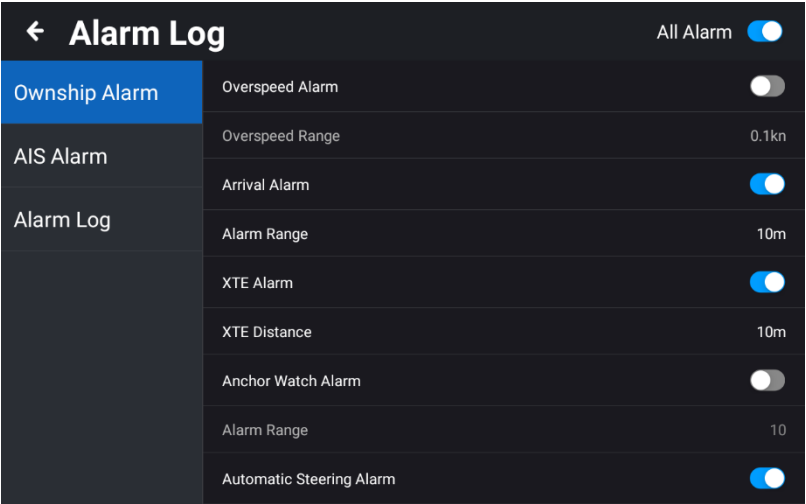 Alarm Log
All Alarm
Ownship Alarm
AIS Alarm
Alarm Log
Overspeed Alarm
Overspeed Range 0.1kn
Arrival Alarm
Alarm Range 10m
XTE Alarm
XTE Distance 10m
Anchor Watch Alarm
Alarm Range 10
Automatic Steering Alarm